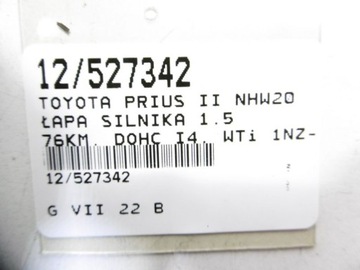 12/527342
TOYOTA PRIUS II NHW20
ŁAPA SILNIKA 1.5
76KM. DOHC I4. WTi 1NZ-
12/527342
G VII 22 B